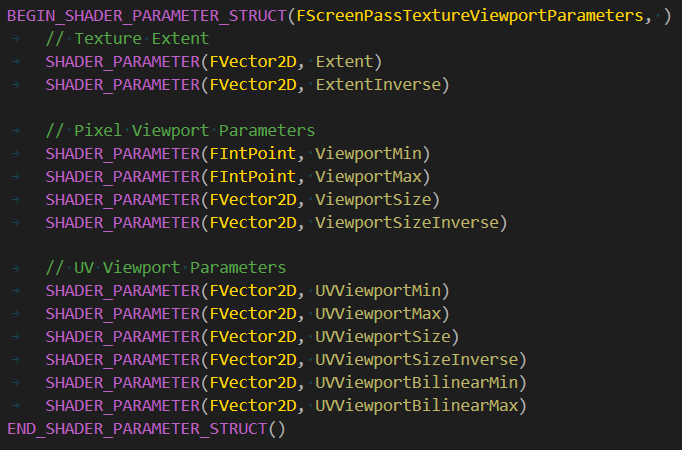 BEGIN_SHADER_PARAMETER_STRUCT(FScreenPassTextureViewportParameters, )
// Texture Extent
SHADER_PARAMETER(FVector2D, Extent)
SHADER_PARAMETER(FVector2D, ExtentInverse)
// Pixel Viewport Parameters
SHADER_PARAMETER(FIntPoint, ViewportMin)
SHADER_PARAMETER(FIntPoint, ViewportMax)
SHADER_PARAMETER(FVector2D, ViewportSize)
SHADER_PARAMETER(FVector2D, ViewportSizeInverse)
// UV Viewport Parameters
SHADER_PARAMETER(FVector2D, UVViewportMin)
SHADER_PARAMETER(FVector2D, UVViewportMax)
SHADER_PARAMETER(FVector2D, UVViewportSize)
SHADER_PARAMETER(FVector2D, UVViewportSizeInverse)
SHADER_PARAMETER(FVector2D, UVViewportBilinearMin)
SHADER_PARAMETER(FVector2D, UVViewportBilinearMax)
END_SHADER_PARAMETER_STRUCT()